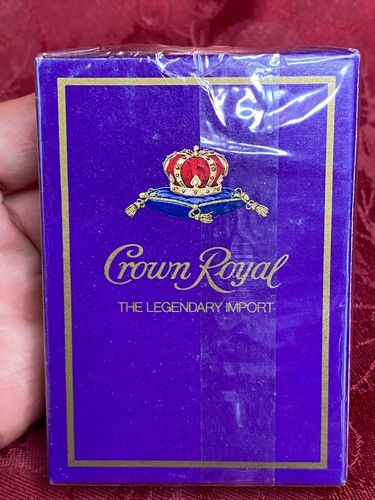 Crown Royal
THE LEGENDARY IMPORT